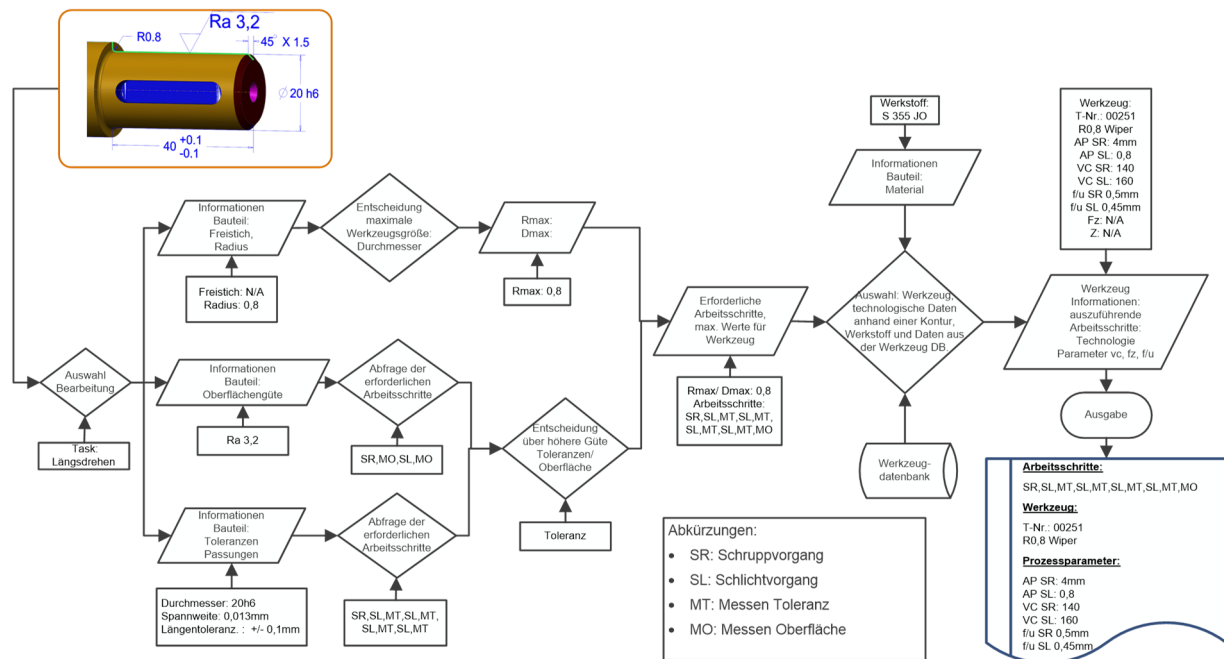 Ra 3,2
R0.8
45° X 1.5
Ø20 h6
40 +0.1
-0.1
Werkstoff:
S 355 JO
Werkzeug:
T-Nr.: 00251
R0,8 Wiper
AP SR: 4mm
AP SL: 0,8
VC SR: 140
VC SL: 160
f/u SR 0,5mm
f/u SL 0,45mm
Fz: N/A
Z: N/A
Informationen
Bauteil:
Material
Informationen
Bauteil:
Freistich,
Radius
Entscheidung
maximale
Werkzeugsgröße:
Durchmesser
Rmax:
Dmax:
Freistich: N/A
Radius: 0,8
Rmax: 0,8
Erforderliche
Arbeitsschritte,
max. Werte für
Werkzeug
Auswahl: Werkzeug,
technologische Daten
anhand einer Kontur,
Werkstoff und Daten aus
der Werkzeug DB.
Werkzeug
Informationen:
auszuführende
Arbeitsschritte:
Technologie
Parameter vc, fz, f/u
Auswahl
Bearbeitung
Informationen
Bauteil:
Oberflächengüte
Abfrage der
erforderlichen
Arbeitsschritte
Rmax/ Dmax: 0,8
Arbeitsschritte:
SR,SL,MT,SL,MT,
SL,MT,SL,MT,MO
Ausgabe
Task:
Längsdrehen
Ra 3,2
SR,MO,SL,MO
Entscheidung
über höhere Güte
Toleranzen/
Oberfläche
Werkzeug-
datenbank
Informationen
Bauteil:
Toleranzen
Passungen
Abfrage der
erforderlichen
Arbeitsschritte
Toleranz
Durchmesser: 20h6
Spannweite: 0,013mm
Längentoleranz. : +/- 0,1mm
SR,SL,MT,SL,MT,
SL,MT,SL,MT
Abkürzungen:
• SR: Schruppvorgang
• SL: Schlichtvorgang
• MT: Messen Toleranz
• MO: Messen Oberfläche
Arbeitsschritte:
SR,SL,MT,SL,MT,SL,MT,SL,MT,MO
Werkzeug:
T-Nr.: 00251
R0,8 Wiper
Prozessparameter:
AP SR: 4mm
AP SL: 0,8
VC SR: 140
VC SL: 160
f/u SR 0,5mm
f/u SL 0,45mm